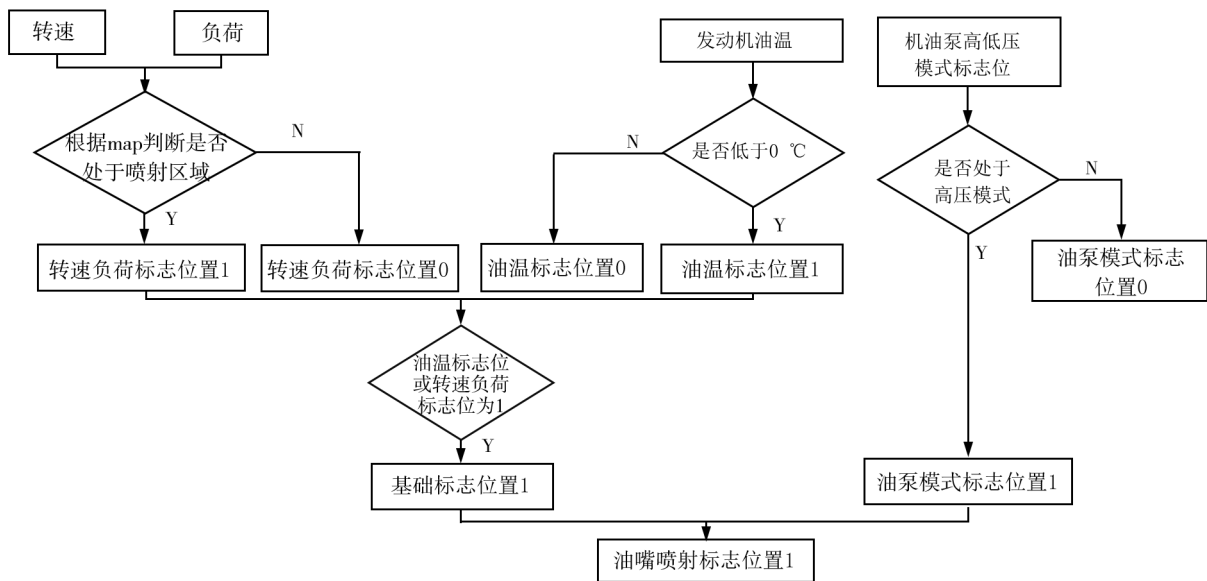 转速
负荷
发动机油温
机油泵高低压
模式标志位
根据map判断是否
处于喷射区域
N
Y
是否低于0 ℃
N
Y
是否处于
高压模式
N
Y
转速负荷标志位置1
转速负荷标志位置0
油温标志位置0
油温标志位置1
油泵模式标志
位置0
油温标志位
或转速负荷
标志位为1
Y
基础标志位置1
油泵模式标志位置1
油嘴喷射标志位置1